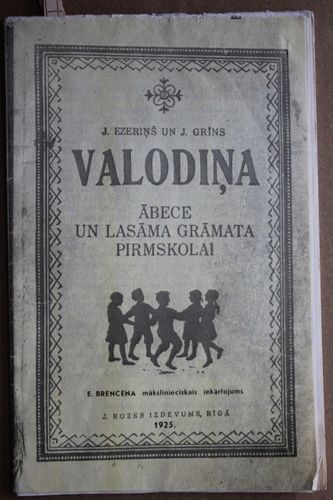 J. EZERIŅŠ UN J. GRĪNS
VALODIŅA
ĀBECE
UN LASĀMA GRĀMATA
PIRMSKOLAI
E. BRENCĒNA mākslinieciskais iekārtojums
J. ROZES IZDEVUMS, RĪGĀ
1925.